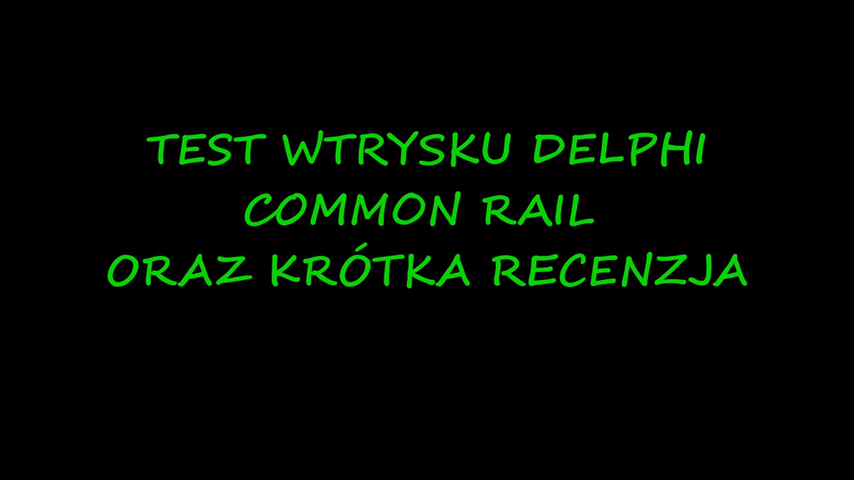 TEST WTRYSKU DELPHI
COMMON RAIL
ORAZ KRÓTKA RECENZJA